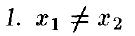 1. x₁ ≠ x₂